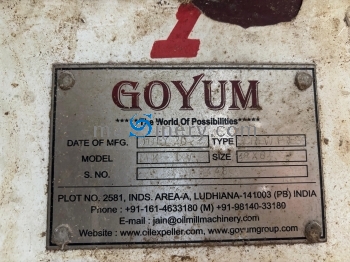 1
GOYUM
*****The World Of Possibilities*****
DATE OF MFG. TYPE
MODEL SIZE
S. NO.
PLOT NO. 2581, INDS. AREA-A, LUDHIANA-141003 (PB) INDIA
Phone : +91-161-4633180 (M) +91-98140-33180
E-mail : jain@oilmillmachinery.com
Website : www.oilexpeller.com, www.goyumgroup.com